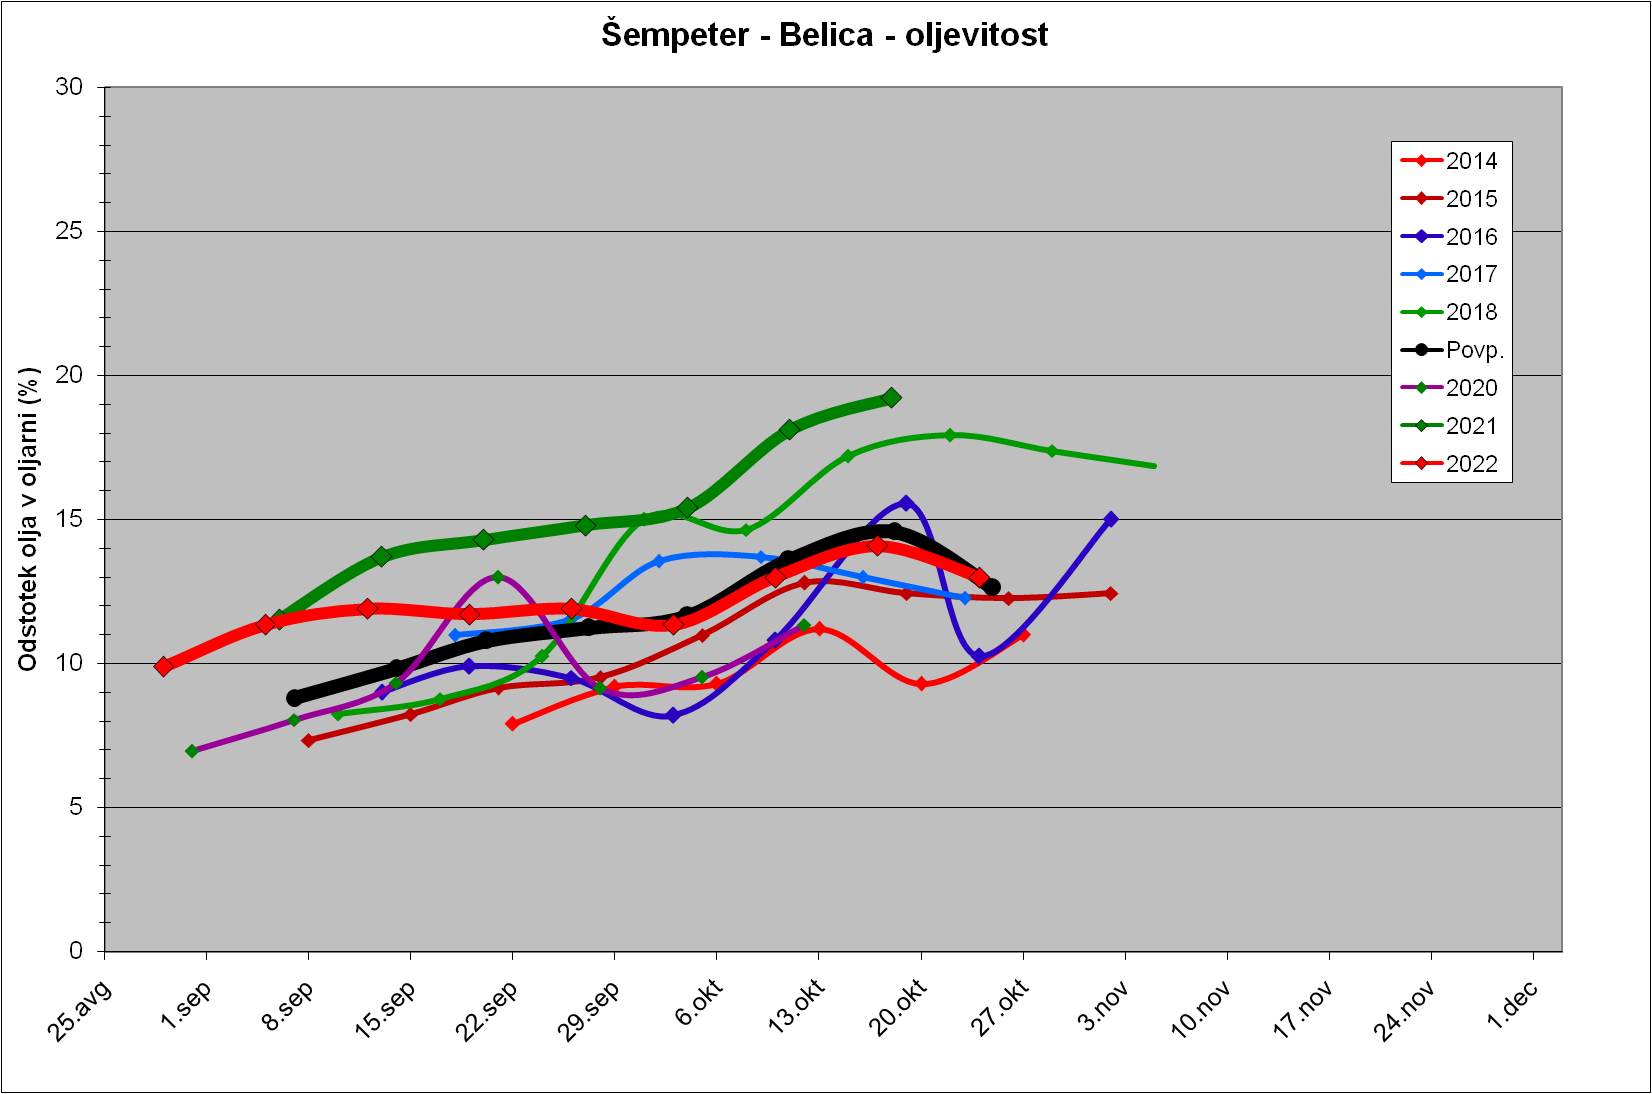 Šempeter - Belica - oljevitost
Odstotek olja v oljarni (%)
30
25
20
15
10
5
0
25.avg
1.sep
8.sep
15.sep
22.sep
29.sep
6.okt
13.okt
20.okt
27.okt
3.nov
10.nov
17.nov
24.nov
1.dec
2014
2015
2016
2017
2018
Povp.
2020
2021
2022